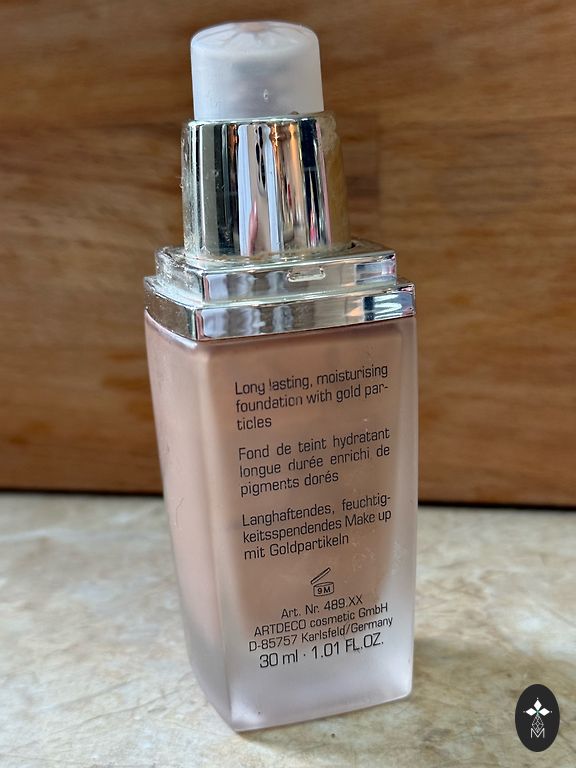 Long lasting, moisturising
foundation with gold par-
ticles
Fond de teint hydratant
longue durée enrichi de
pigments dorés
Langhaftendes, feuchtig-
keitsspendendes Make up
mit Goldpartikeln
9M
Art. Nr. 489.XX
ARTDECO cosmetic GmbH
D-85757 Karlsfeld/Germany
30 ml · 1.01 FL.OZ.
M